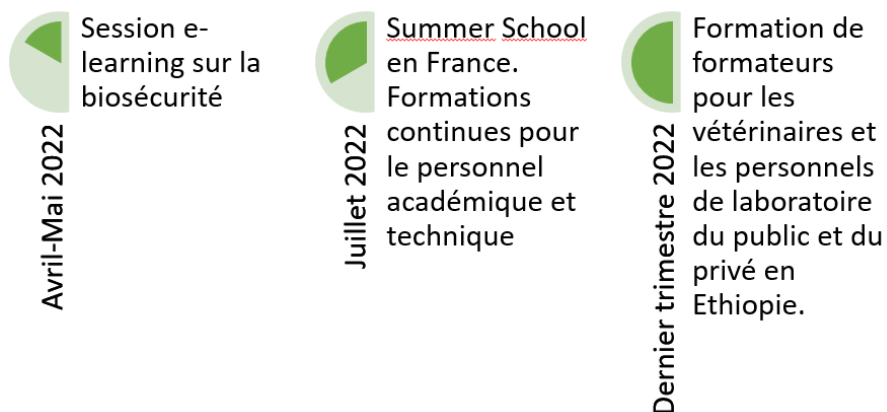 Session e-
learning sur la
biosécurité
Avril-Mai 2022
Summer School
en France.
Formations
continues pour
le personnel
académique et
technique
Juillet 2022
Formation de
formateurs
pour les
vétérinaires et
les personnels
de laboratoire
du public et du
privé en
Ethiopie.
Dernier trimestre 2022